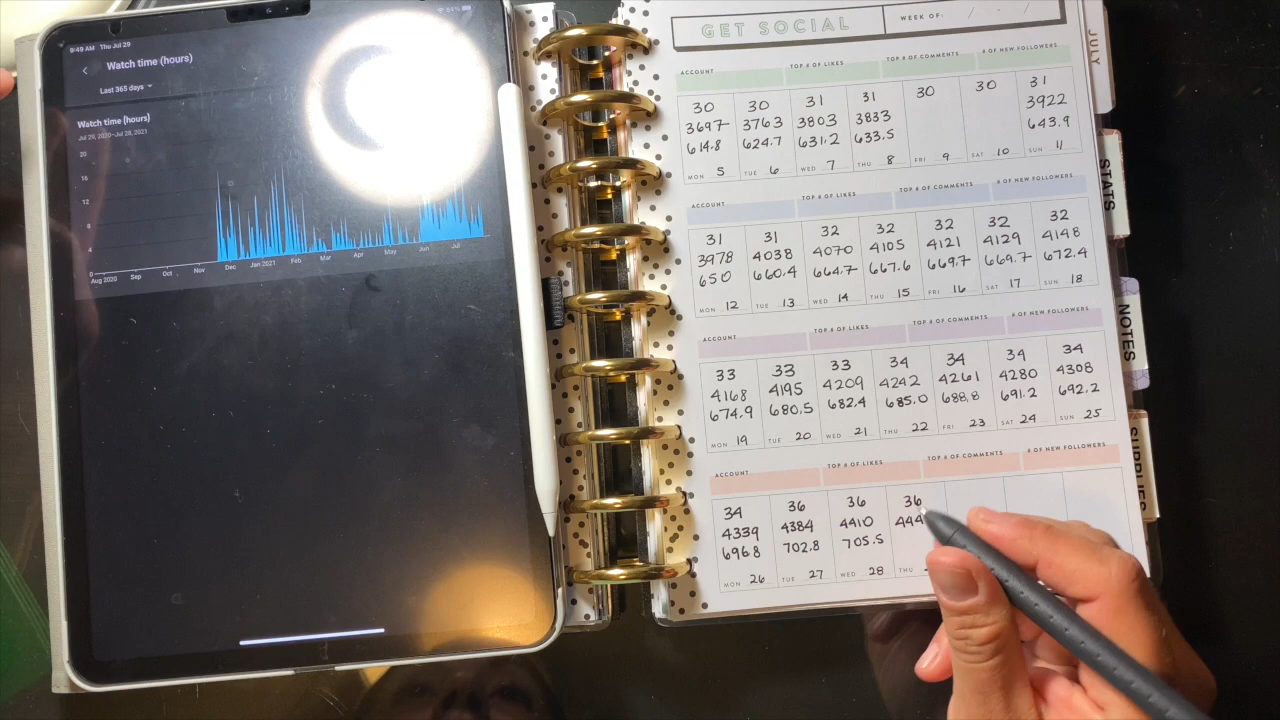 9:49 AM Thu Jul 29
84%
Watch time (hours)
Last 365 days
Watch time (hours)
Jul 29, 2020–Jul 28, 2021
20
16
12
8
4
0
Aug 2020 Sep Oct Nov Dec Jan 2021 Feb Mar Apr May Jun Jul
GET SOCIAL
WEEK OF: / - /
ACCOUNT TOP # OF LIKES TOP # OF COMMENTS # OF NEW FOLLOWERS
30 30 31 31 30 30 31
3697 3763 3803 3833 3922
614.8 624.7 631.2 633.5 643.9
MON 5 TUE 6 WED 7 THU 8 FRI 9 SAT 10 SUN 11
ACCOUNT TOP # OF LIKES TOP # OF COMMENTS # OF NEW FOLLOWERS
31 31 32 32 32 32 32
3978 4038 4070 4105 4121 4129 4148
650 660.4 664.7 667.6 669.7 669.7 672.4
MON 12 TUE 13 WED 14 THU 15 FRI 16 SAT 17 SUN 18
ACCOUNT TOP # OF LIKES TOP # OF COMMENTS # OF NEW FOLLOWERS
33 33 33 34 34 34 34
4168 4195 4209 4242 4261 4280 4308
674.9 680.5 682.4 685.0 688.8 691.2 692.2
MON 19 TUE 20 WED 21 THU 22 FRI 23 SAT 24 SUN 25
ACCOUNT TOP # OF LIKES TOP # OF COMMENTS # OF NEW FOLLOWERS
34 36 36 36
4339 4384 4410 444
6968 702.8 705.5
MON 26 TUE 27 WED 28 THU
JULY
STATS
NOTES
SUPPLIES